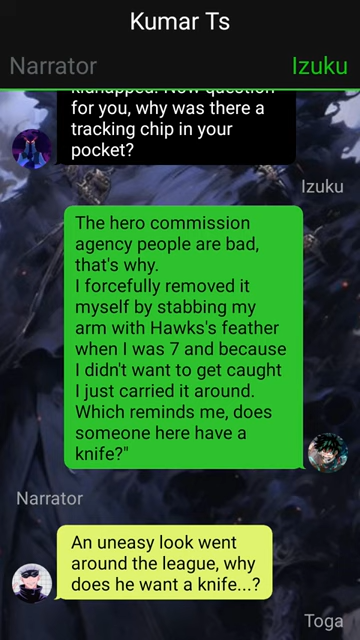 Kumar Ts
Narrator
Izuku
kidnapped. Now question
for you, why was there a
tracking chip in your
pocket?
Izuku
The hero commission
agency people are bad,
that's why.
I forcefully removed it
myself by stabbing my
arm with Hawks's feather
when I was 7 and because
I didn't want to get caught
I just carried it around.
Which reminds me, does
someone here have a
knife?"
Narrator
An uneasy look went
around the league, why
does he want a knife...?
Toga